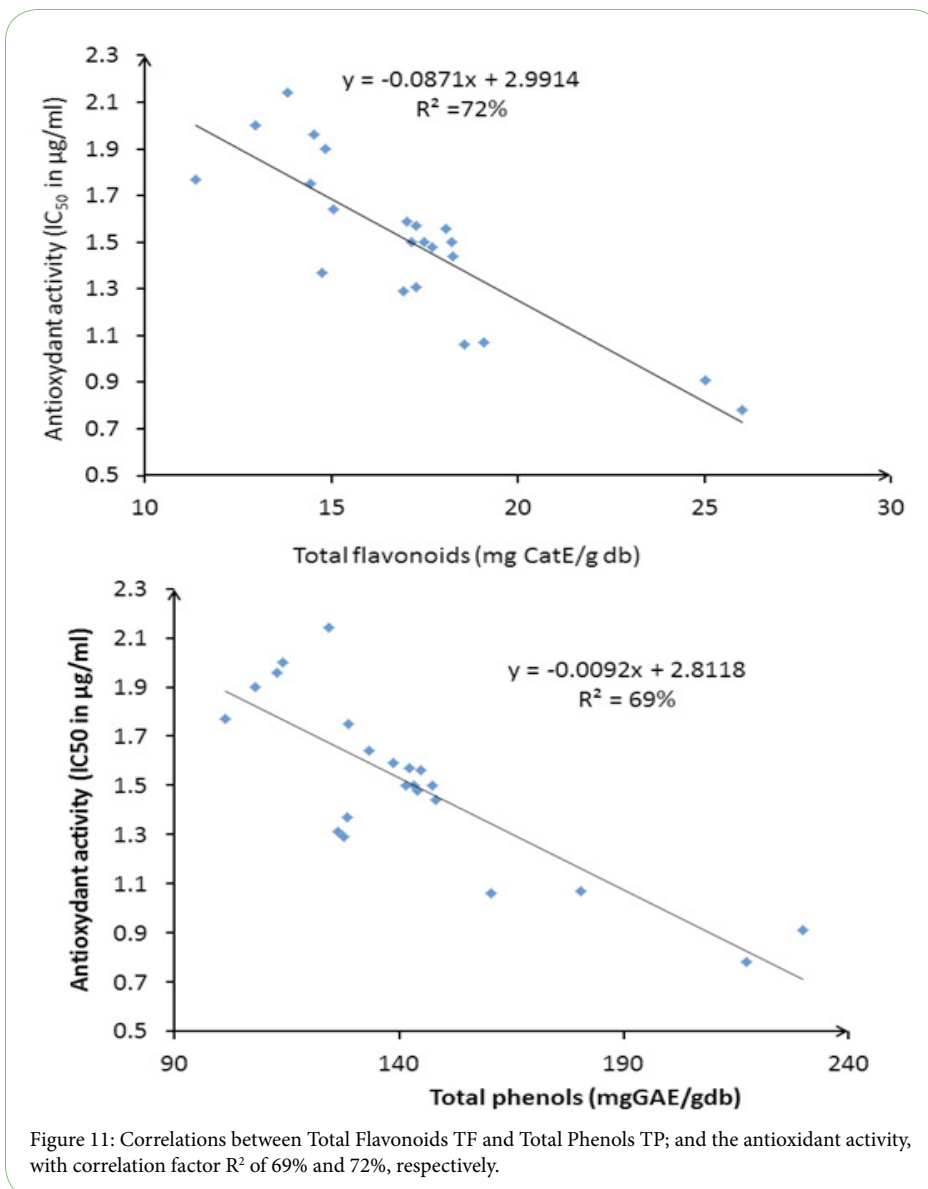 2.3
2.1
1.9
1.7
1.5
1.3
1.1
0.9
0.7
0.5
Antioxydant activity (IC₅₀ in µg/ml)
y = -0.0871x + 2.9914
R² =72%
10 15 20 25 30
Total flavonoids (mg CatE/g db)
2.3
2.1
1.9
1.7
1.5
1.3
1.1
0.9
0.7
0.5
Antioxydant activity (IC50 in µg/ml)
y = -0.0092x + 2.8118
R² = 69%
90 140 190 240
Total phenols (mgGAE/gdb)
Figure 11: Correlations between Total Flavonoids TF and Total Phenols TP; and the antioxidant activity,
with correlation factor R² of 69% and 72%, respectively.